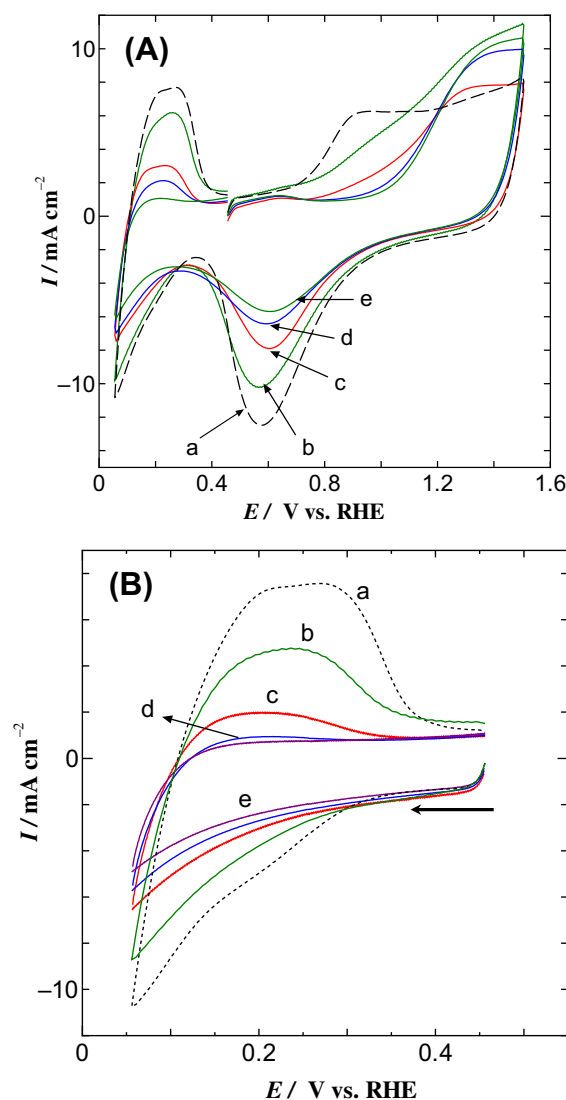 (A)
10
0
−10
I / mA cm−2
e
d
c
a
b
0
0.4
0.8
1.2
1.6
E / V vs. RHE
(B)
a
b
c
d
e
0
−10
I / mA cm−2
0
0.2
0.4
E / V vs. RHE